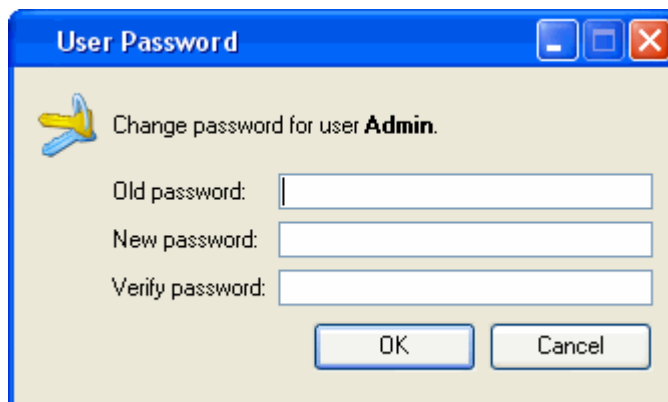 User Password
Change password for user Admin.
Old password:
New password:
Verify password:
OK Cancel